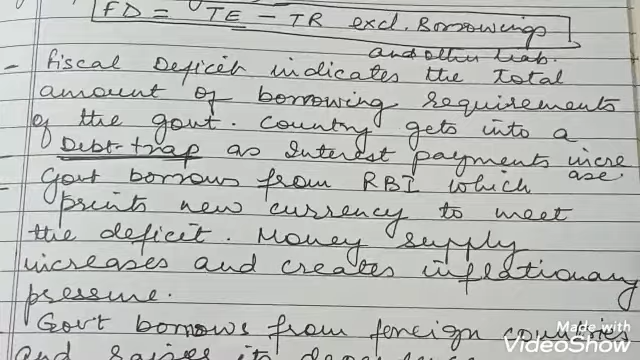 FD = TE - TR excl. Borrowings
and other liab.
- Fiscal Deficit indicates the Total
amount of borrowing requirements
of the govt. Country gets into a
- Debt-trap as interest payments increase
- Govt borrows from RBI which
prints new currency to meet
the deficit. Money supply
increases and creates inflationary
pressure.
Govt borrows from foreign countries
and raises its
Made with
VideoShow